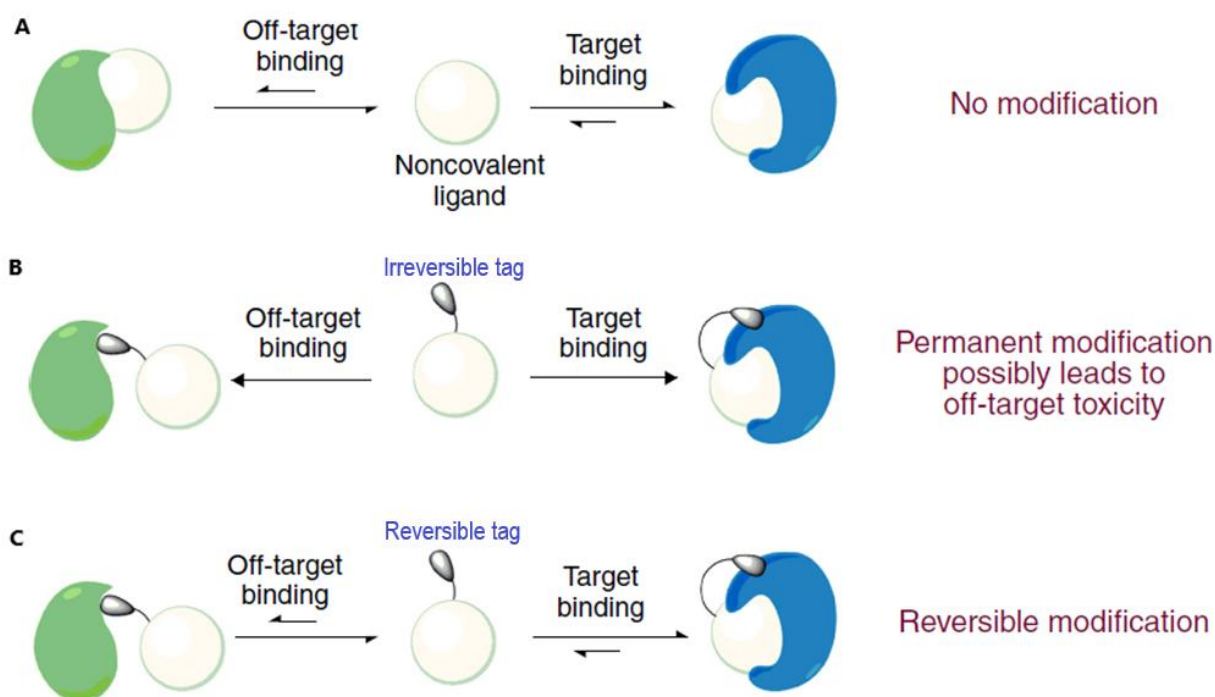 A
Off-target
binding
Target
binding
Noncovalent
ligand
No modification
B
Irreversible tag
Off-target
binding
Target
binding
Permanent modification
possibly leads to
off-target toxicity
C
Reversible tag
Off-target
binding
Target
binding
Reversible modification